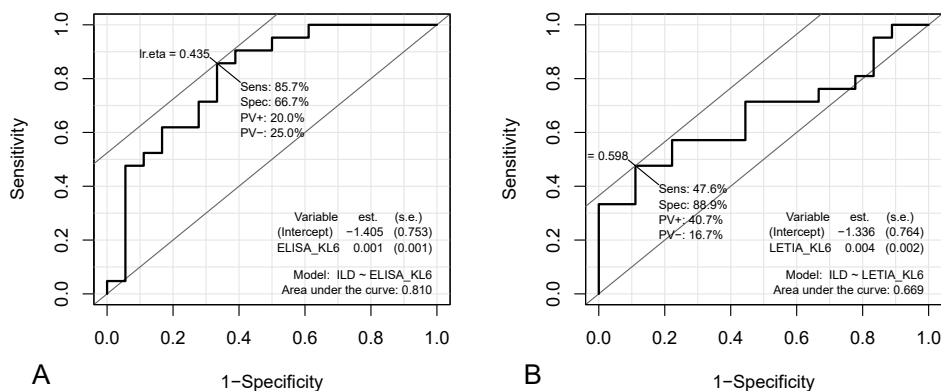 1.0
0.8
0.6
0.4
0.2
0.0
Sensitivity
lr.eta = 0.435
Sens: 85.7%
Spec: 66.7%
PV+: 20.0%
PV−: 25.0%
Variable est. (s.e.)
(Intercept) −1.405 (0.753)
ELISA_KL6 0.001 (0.001)
Model: ILD ~ ELISA_KL6
Area under the curve: 0.810
0.0 0.2 0.4 0.6 0.8 1.0
1−Specificity
A
1.0
0.8
0.6
0.4
0.2
0.0
Sensitivity
= 0.598
Sens: 47.6%
Spec: 88.9%
PV+: 40.7%
PV−: 16.7%
Variable est. (s.e.)
(Intercept) −1.336 (0.764)
LETIA_KL6 0.004 (0.002)
Model: ILD ~ LETIA_KL6
Area under the curve: 0.669
0.0 0.2 0.4 0.6 0.8 1.0
1−Specificity
B